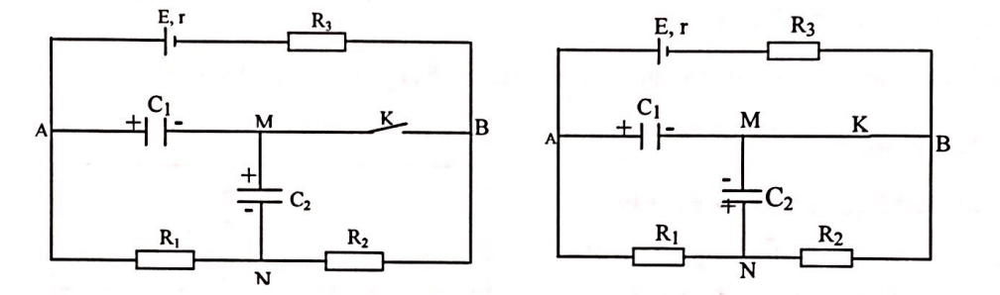 E, r
R₃
A
+
C₁
-
M
K
B
+
-
C₂
R₁
R₂
N
E, r
R₃
A
+
C₁
-
M
K
B
-
+
C₂
R₁
R₂
N